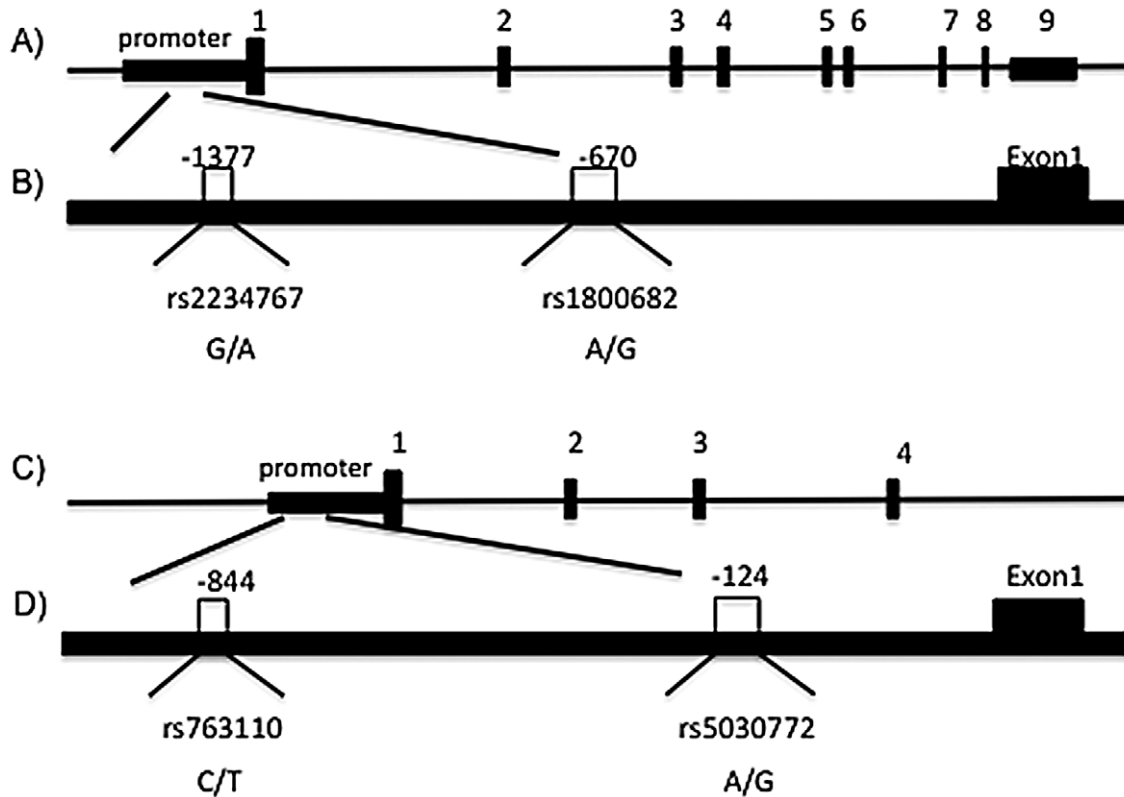 A)
promoter 1 2 3 4 5 6 7 8 9
B)
-1377 -670 Exon1
rs2234767 rs1800682
G/A A/G
C)
promoter 1 2 3 4
D)
-844 -124 Exon1
rs763110 rs5030772
C/T A/G